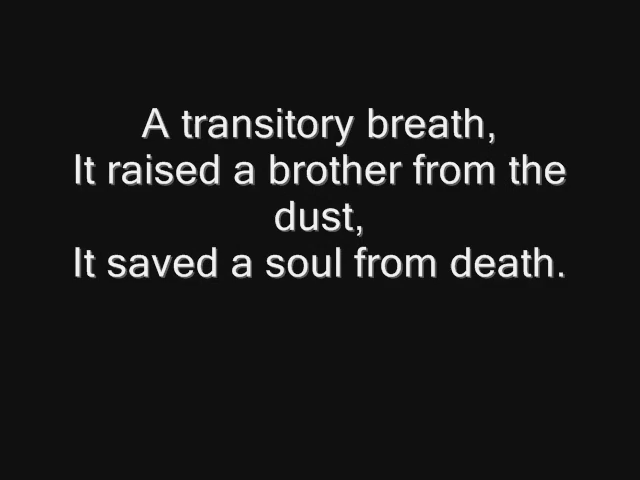 A transitory breath,
It raised a brother from the
dust,
It saved a soul from death.